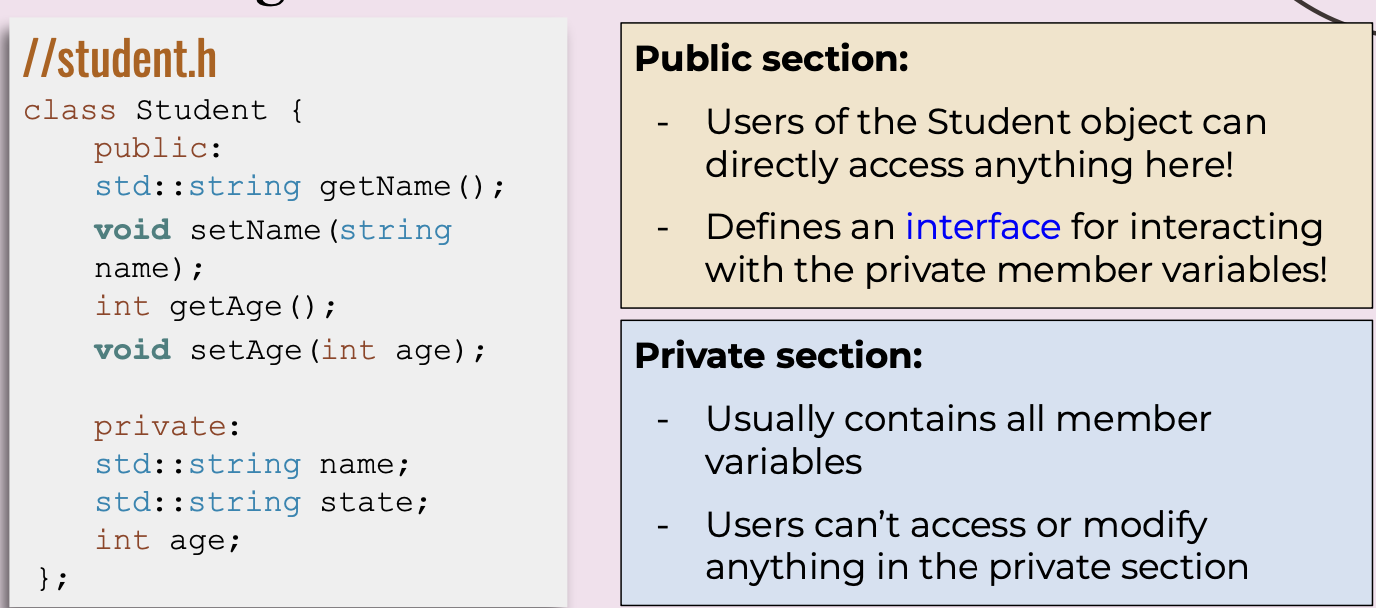 //student.h
class Student {
public:
std::string getName();
void setName(string
name);
int getAge();
void setAge(int age);
private:
std::string name;
std::string state;
int age;
};
Public section:
- Users of the Student object can
directly access anything here!
- Defines an interface for interacting
with the private member variables!
Private section:
- Usually contains all member
variables
- Users can’t access or modify
anything in the private section